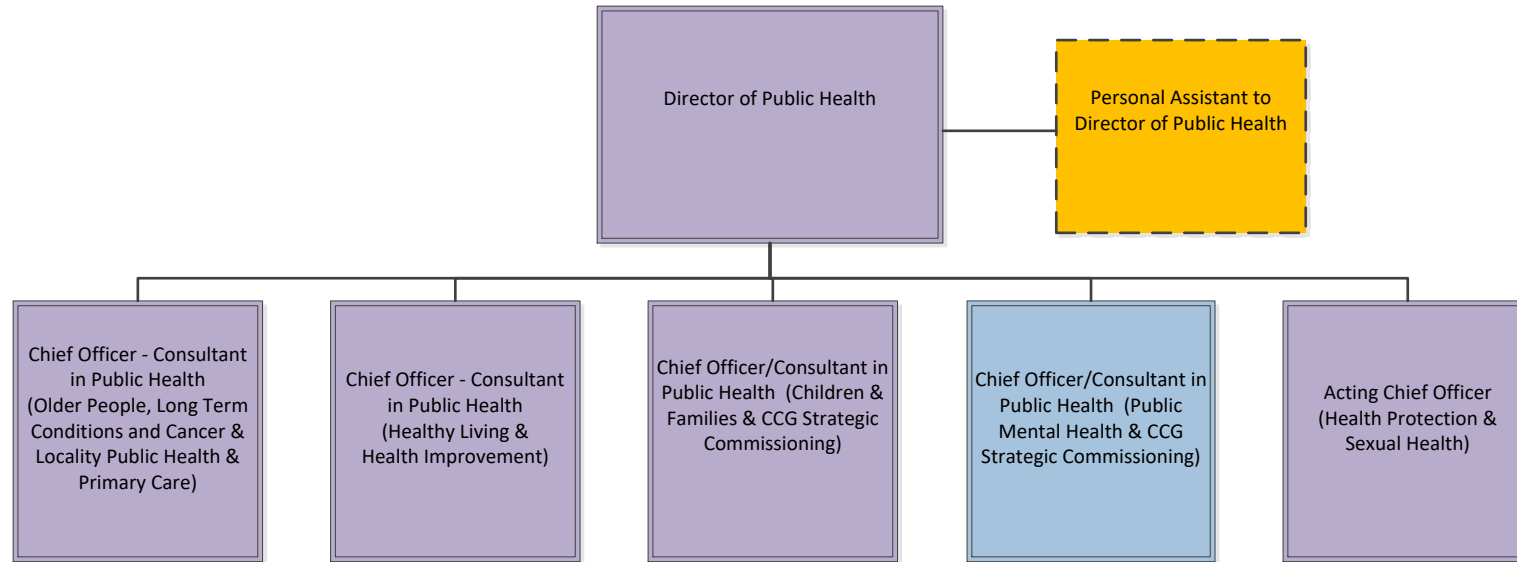 Director of Public Health
Personal Assistant to
Director of Public Health
Chief Officer - Consultant
in Public Health
(Older People, Long Term
Conditions and Cancer &
Locality Public Health &
Primary Care)
Chief Officer - Consultant
in Public Health
(Healthy Living &
Health Improvement)
Chief Officer/Consultant in
Public Health  (Children &
Families & CCG Strategic
Commissioning)
Chief Officer/Consultant in
Public Health  (Public
Mental Health & CCG
Strategic Commissioning)
Acting Chief Officer
(Health Protection &
Sexual Health)